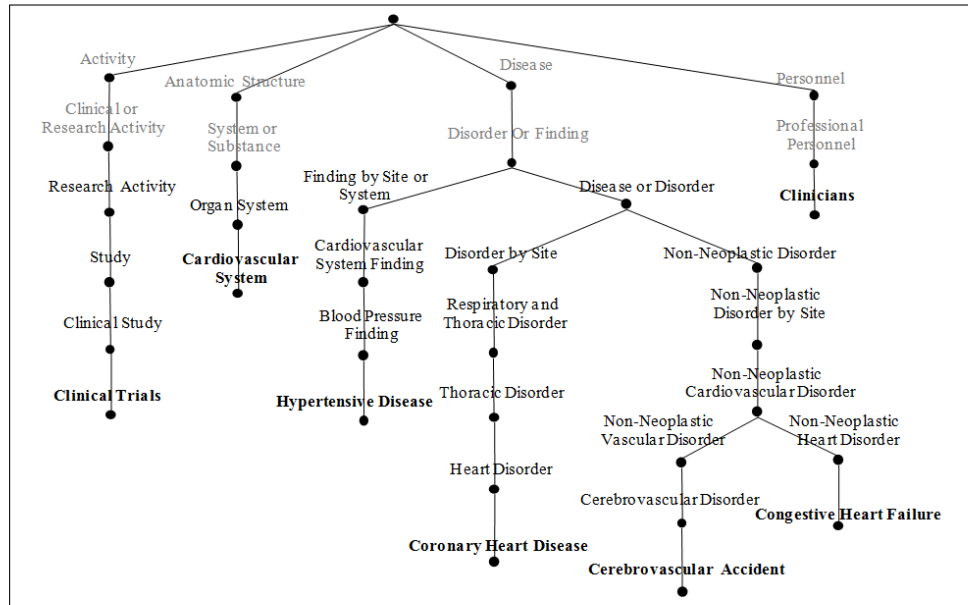 Activity
Anatomic Structure
Disease
Personnel
Clinical or
Research Activity
System or
Substance
Disorder Or Finding
Professional
Personnel
Research Activity
Organ System
Finding by Site or
System
Disease or Disorder
Clinicians
Study
Cardiovascular
System
Cardiovascular
System Finding
Disorder by Site
Non-Neoplastic Disorder
Clinical Study
Blood Pressure
Finding
Respiratory and
Thoracic Disorder
Non-Neoplastic
Disorder by Site
Clinical Trials
Hypertensive Disease
Thoracic Disorder
Non-Neoplastic
Cardiovascular Disorder
Non-Neoplastic
Vascular Disorder
Non-Neoplastic
Heart Disorder
Heart Disorder
Cerebrovascular Disorder
Congestive Heart Failure
Coronary Heart Disease
Cerebrovascular Accident